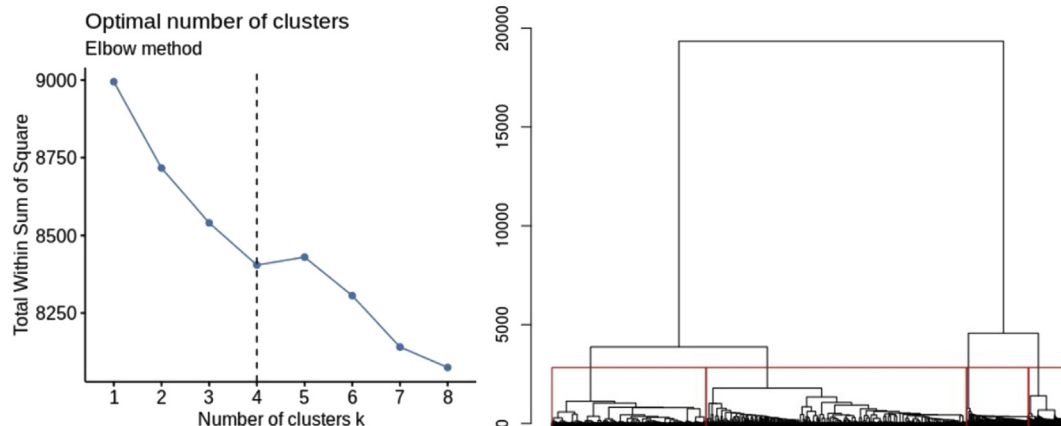 Optimal number of clusters
Elbow method
Total Within Sum of Square
9000
8750
8500
8250
1 2 3 4 5 6 7 8
Number of clusters k
20000
15000
10000
5000
0